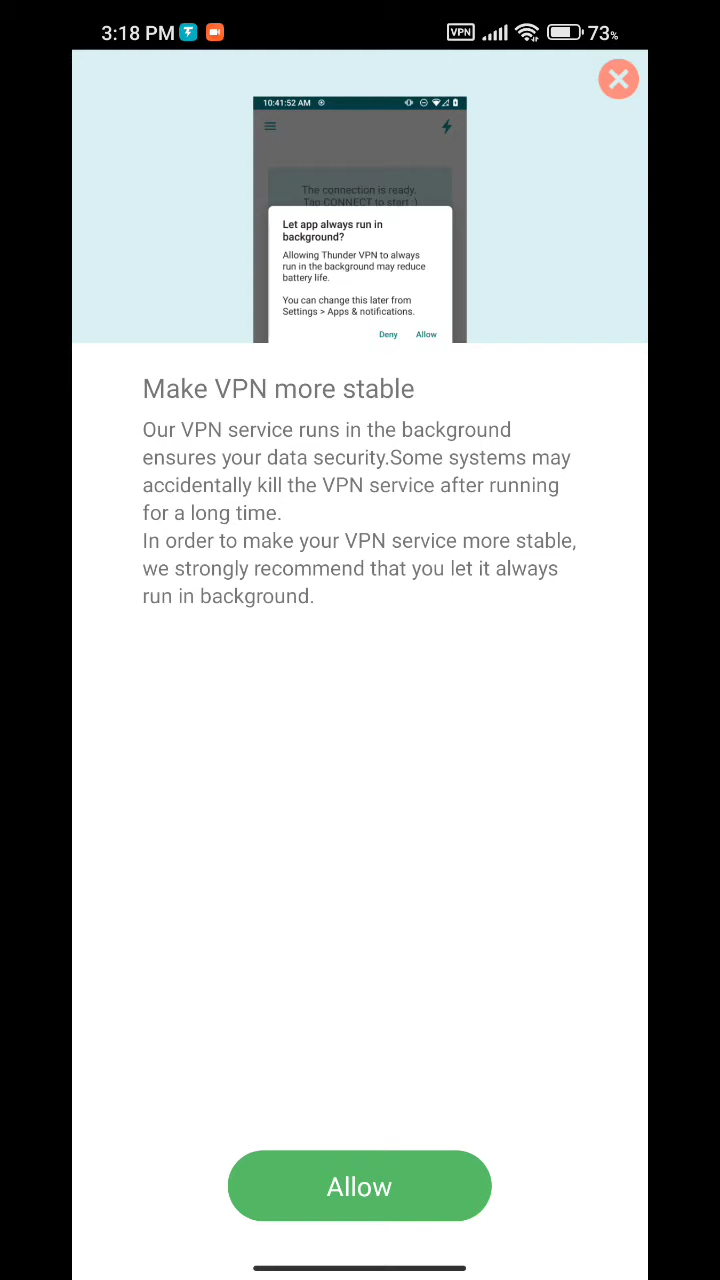 3:18 PM
VPN
73%
10:41:52 AM
The connection is ready.
Tap CONNECT to start :)
Let app always run in
background?
Allowing Thunder VPN to always
run in the background may reduce
battery life.
You can change this later from
Settings > Apps & notifications.
Deny Allow
Make VPN more stable
Our VPN service runs in the background
ensures your data security.Some systems may
accidentally kill the VPN service after running
for a long time.
In order to make your VPN service more stable,
we strongly recommend that you let it always
run in background.
Allow